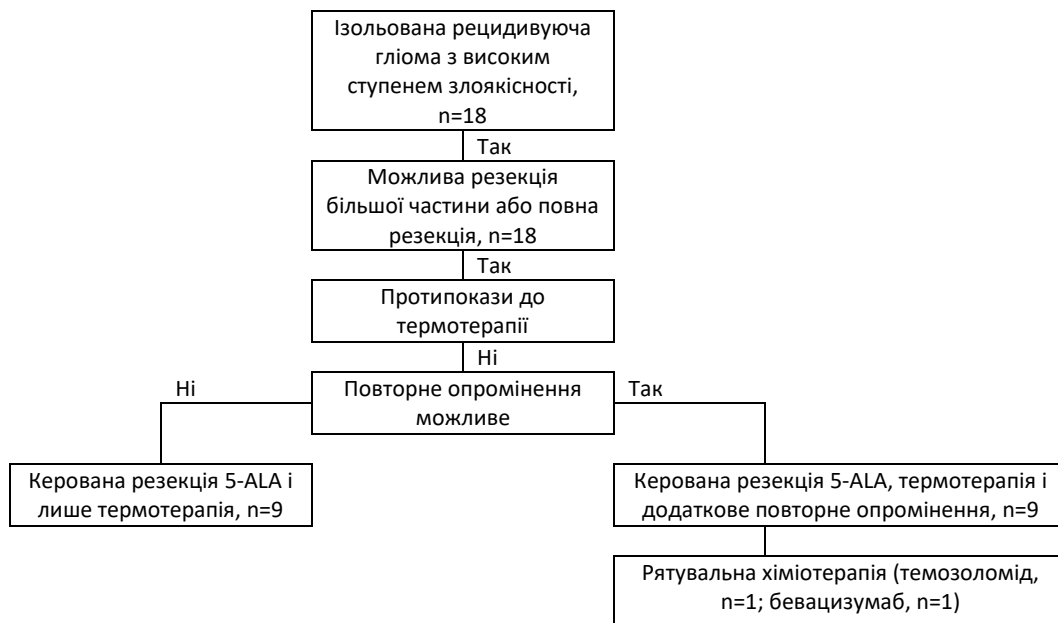 Ізольована рецидивуюча
гліома з високим
ступенем злоякісності,
n=18
Так
Можлива резекція
більшої частини або повна
резекція, n=18
Так
Протипокази до
термотерапії
Ні
Ні
Повторне опромінення
можливе
Так
Керована резекція 5-ALA і
лише термотерапія, n=9
Керована резекція 5-ALA, термотерапія і
додаткове повторне опромінення, n=9
Рятувальна хіміотерапія (темозоломід,
n=1; бевацизумаб, n=1)